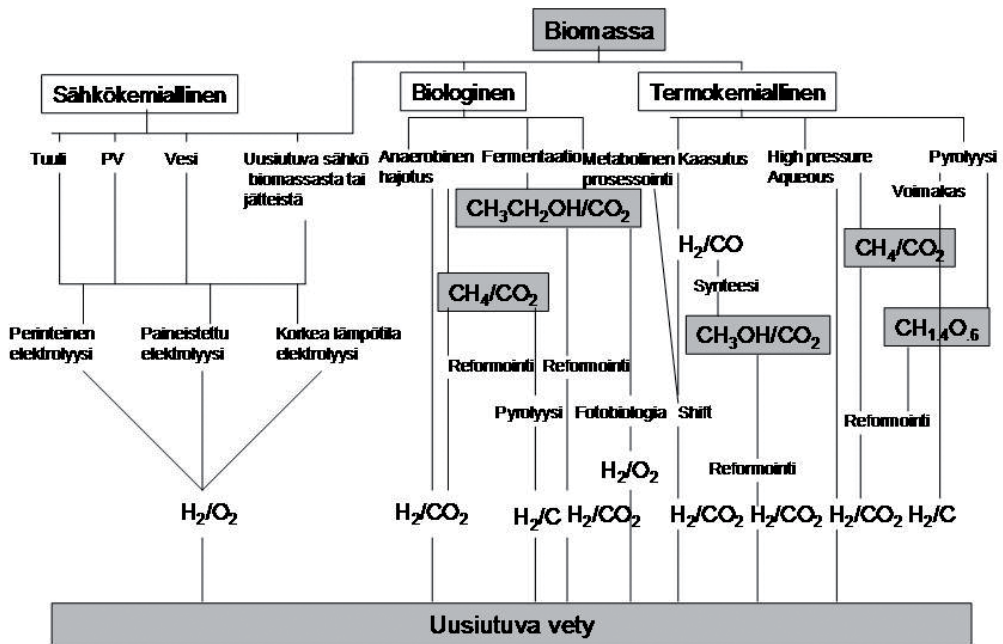 Biomassa
Sähkökemiallinen
Biologinen
Termokemiallinen
Tuuli
PV
Vesi
Uusiutuva sähkö
biomassasta tai
jätteistä
Anaerobinen
hajotus
Fermentaatio
Metabolinen
prosessointi
Kaasutus
High pressure
Aqueous
Pyrolyysi
Voimakas
CH₃CH₂OH/CO₂
H₂/CO
CH₄/CO₂
Synteesi
CH₄/CO₂
CH₃OH/CO₂
CH₁.₄O.₆
Perinteinen
elektrolyysi
Paineistettu
elektrolyysi
Korkea lämpötila
elektrolyysi
Reformointi
Reformointi
Pyrolyysi
Fotobiologia
Shift
Reformointi
H₂/O₂
Reformointi
H₂/O₂
H₂/CO₂
H₂/C
H₂/CO₂
H₂/CO₂
H₂/CO₂
H₂/CO₂
H₂/C
Uusiutuva vety